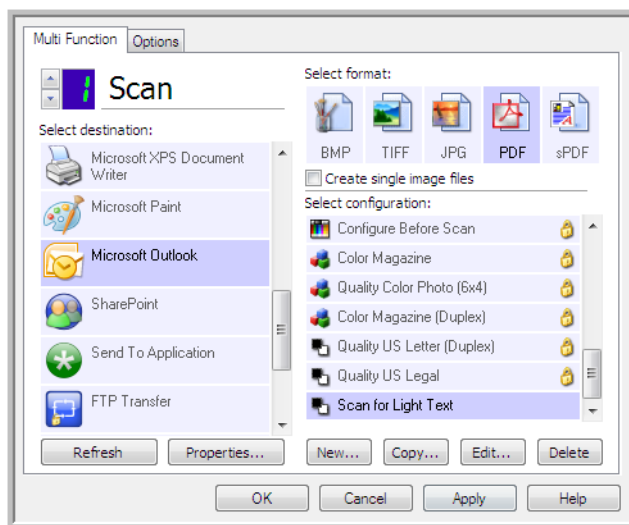 Multi Function
Options
1 Scan
Select destination:
Microsoft XPS Document
Writer
Microsoft Paint
Microsoft Outlook
SharePoint
Send To Application
FTP Transfer
Refresh
Properties...
Select format:
BMP
TIFF
JPG
PDF
sPDF
Create single image files
Select configuration:
Configure Before Scan
Color Magazine
Quality Color Photo (6x4)
Color Magazine (Duplex)
Quality US Letter (Duplex)
Quality US Legal
Scan for Light Text
New...
Copy...
Edit...
Delete
OK
Cancel
Apply
Help